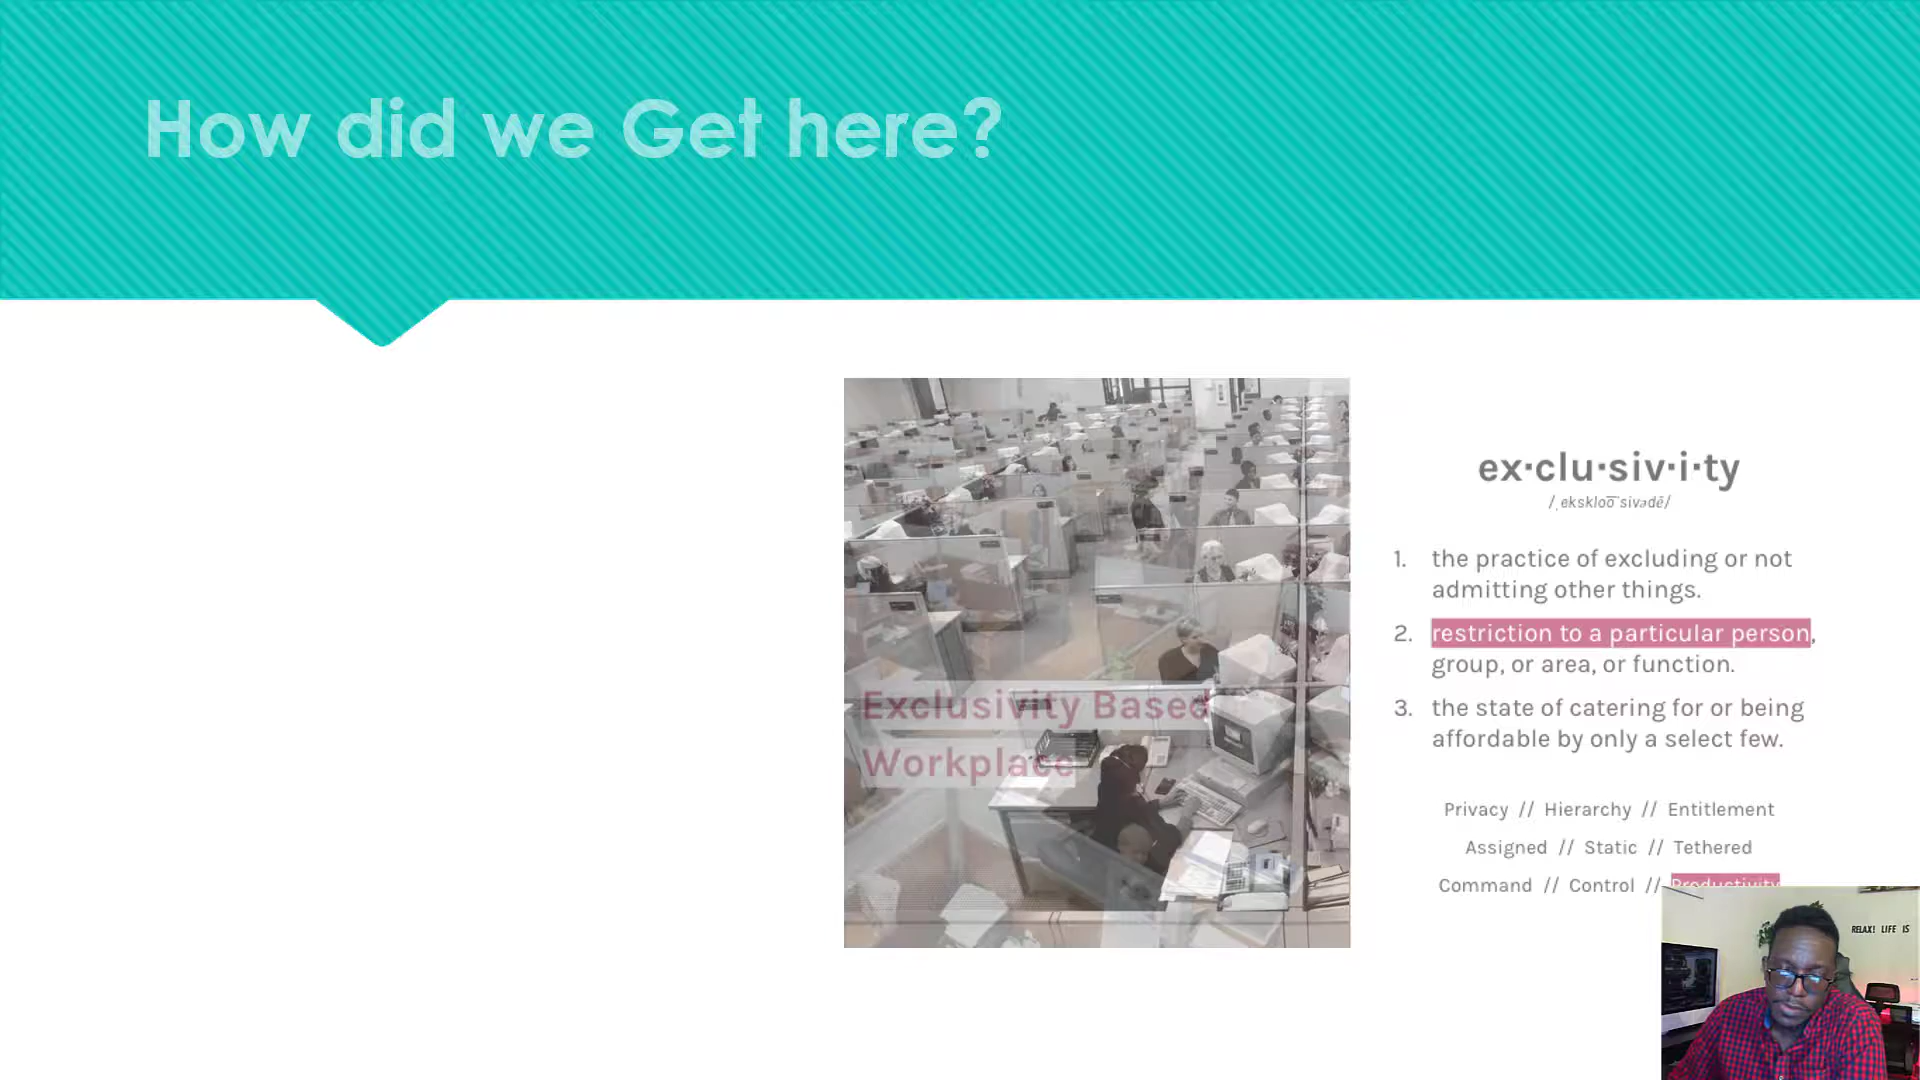 How did we Get here?
Exclusivity Based
Workplace
ex·clu·siv·i·ty
/ˌekskloōˈsivədē/
1. the practice of excluding or not
admitting other things.
2. restriction to a particular person,
group, or area, or function.
3. the state of catering for or being
affordable by only a select few.
Privacy // Hierarchy // Entitlement
Assigned // Static // Tethered
Command // Control // Productivity
RELAX! LIFE IS